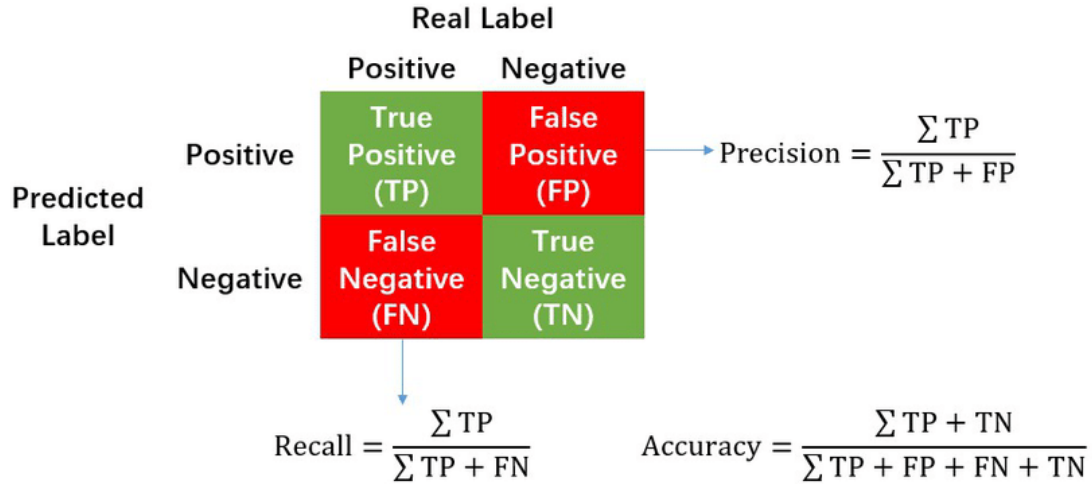 Real Label
Positive Negative
True Positive (TP)
False Positive (FP)
Positive
Precision = ∑ TP / ∑ TP + FP
Predicted Label
False Negative (FN)
True Negative (TN)
Negative
Recall = ∑ TP / ∑ TP + FN
Accuracy = ∑ TP + TN / ∑ TP + FP + FN + TN